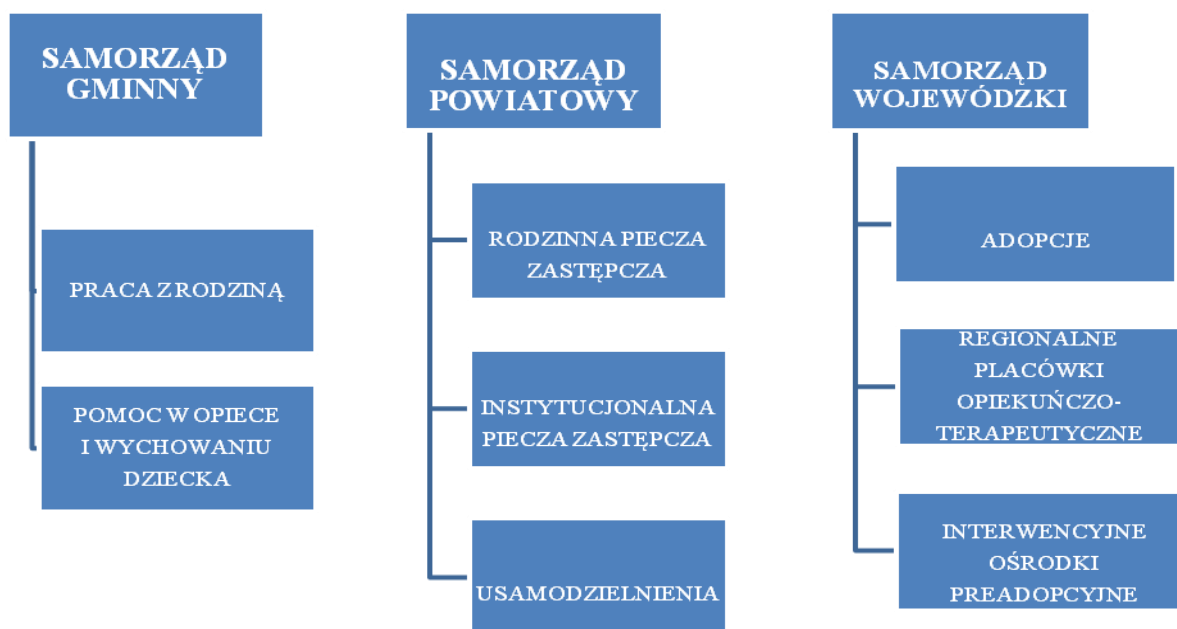 SAMORZĄD
GMINNY
PRACA Z RODZINĄ
POMOC W OPIECE
I WYCHOWANIU
DZIECKA
SAMORZĄD
POWIATOWY
RODZINNA PIECZA
ZASTĘPCZA
INSTYTUCJONALNA
PIECZA ZASTĘPCZA
USAMODZIELNIENIA
SAMORZĄD
WOJEWÓDZKI
ADOPCJE
REGIONALNE
PLACÓWKI
OPIEKUŃCZO-
TERAPEUTYCZNE
INTERWENCYJNE
OŚRODKI
PREADOPCYJNE